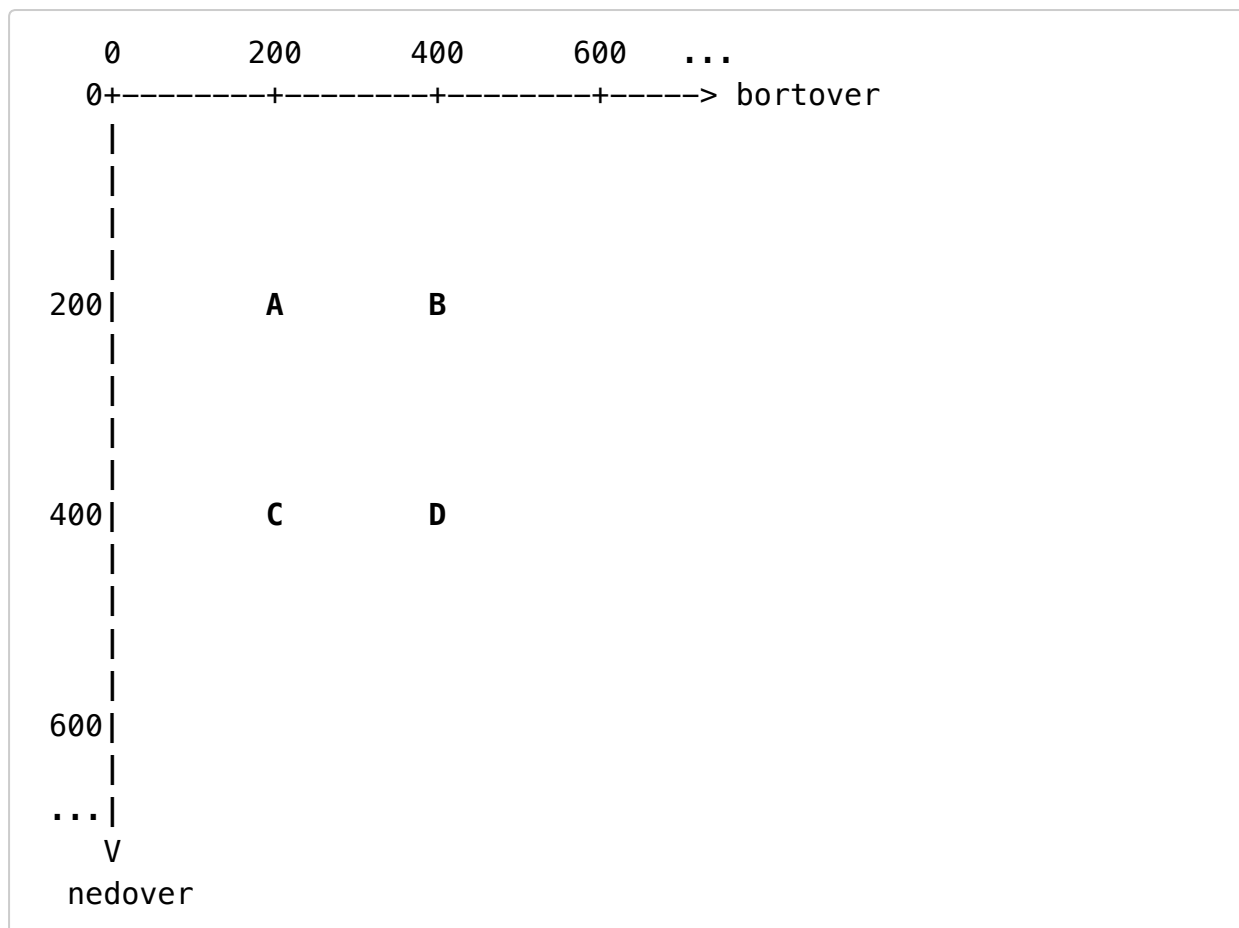 0 200 400 600 ...
0+--------+--------+--------+-----> bortover
|
|
|
|
200| A B
|
|
|
|
400| C D
|
|
|
|
600|
|
...|
V
nedover